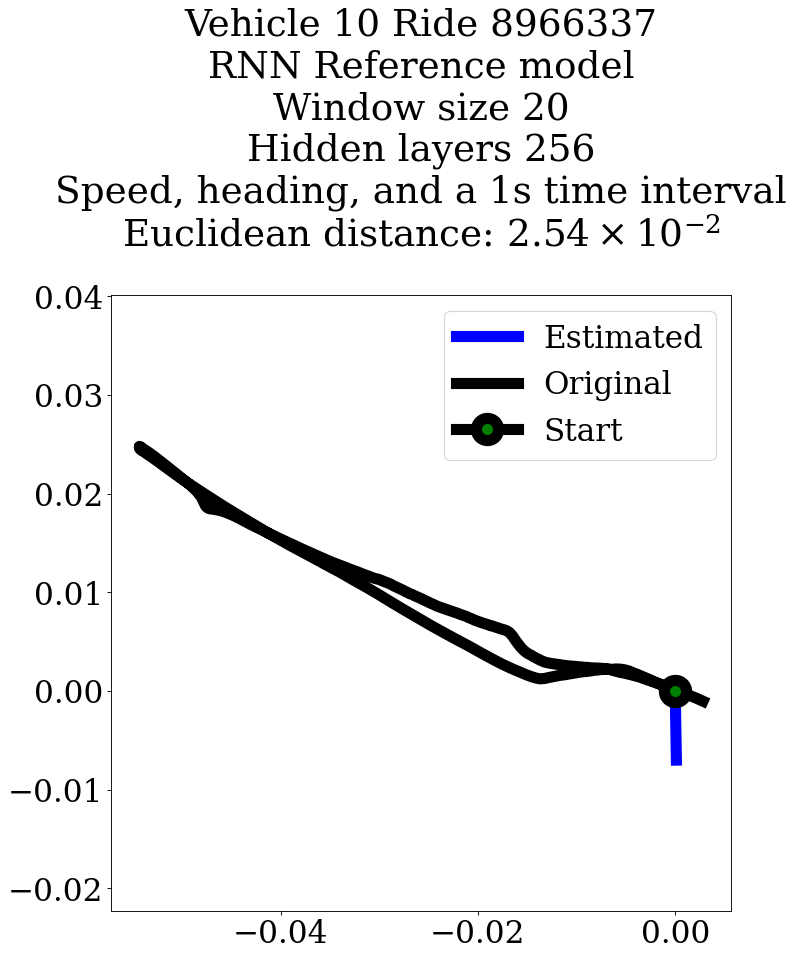 Vehicle 10 Ride 8966337
RNN Reference model
Window size 20
Hidden layers 256
Speed, heading, and a 1s time interval
Euclidean distance: 2.54 × 10⁻²
0.04
Estimated
0.03
Original
Start
0.02
0.01
0.00
−0.01
−0.02
−0.04 −0.02 0.00